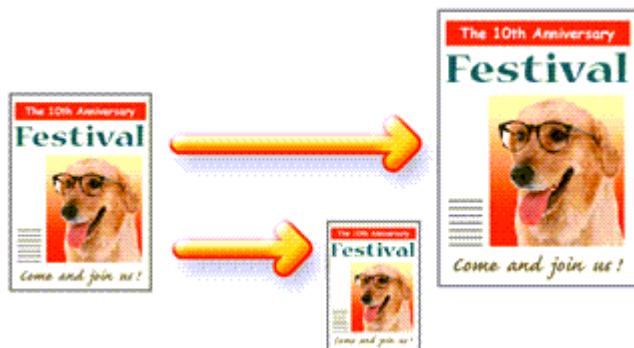 The 10th Anniversary
Festival
Come and join us!
The 10th Anniversary
Festival
Come and join us!
The 10th Anniversary
Festival
Come and join us!